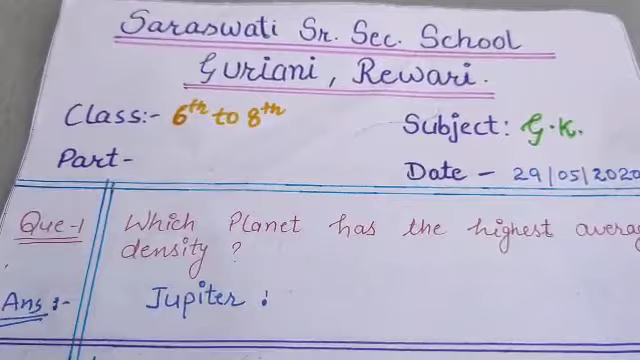 Saraswati Sr. Sec. School
Guriani, Rewari.
Class:- 6th to 8th
Subject: G.K.
Part-
Date - 29/05/2020
Que-1 Which Planet has the highest averag
density ?
Ans :- Jupiter :